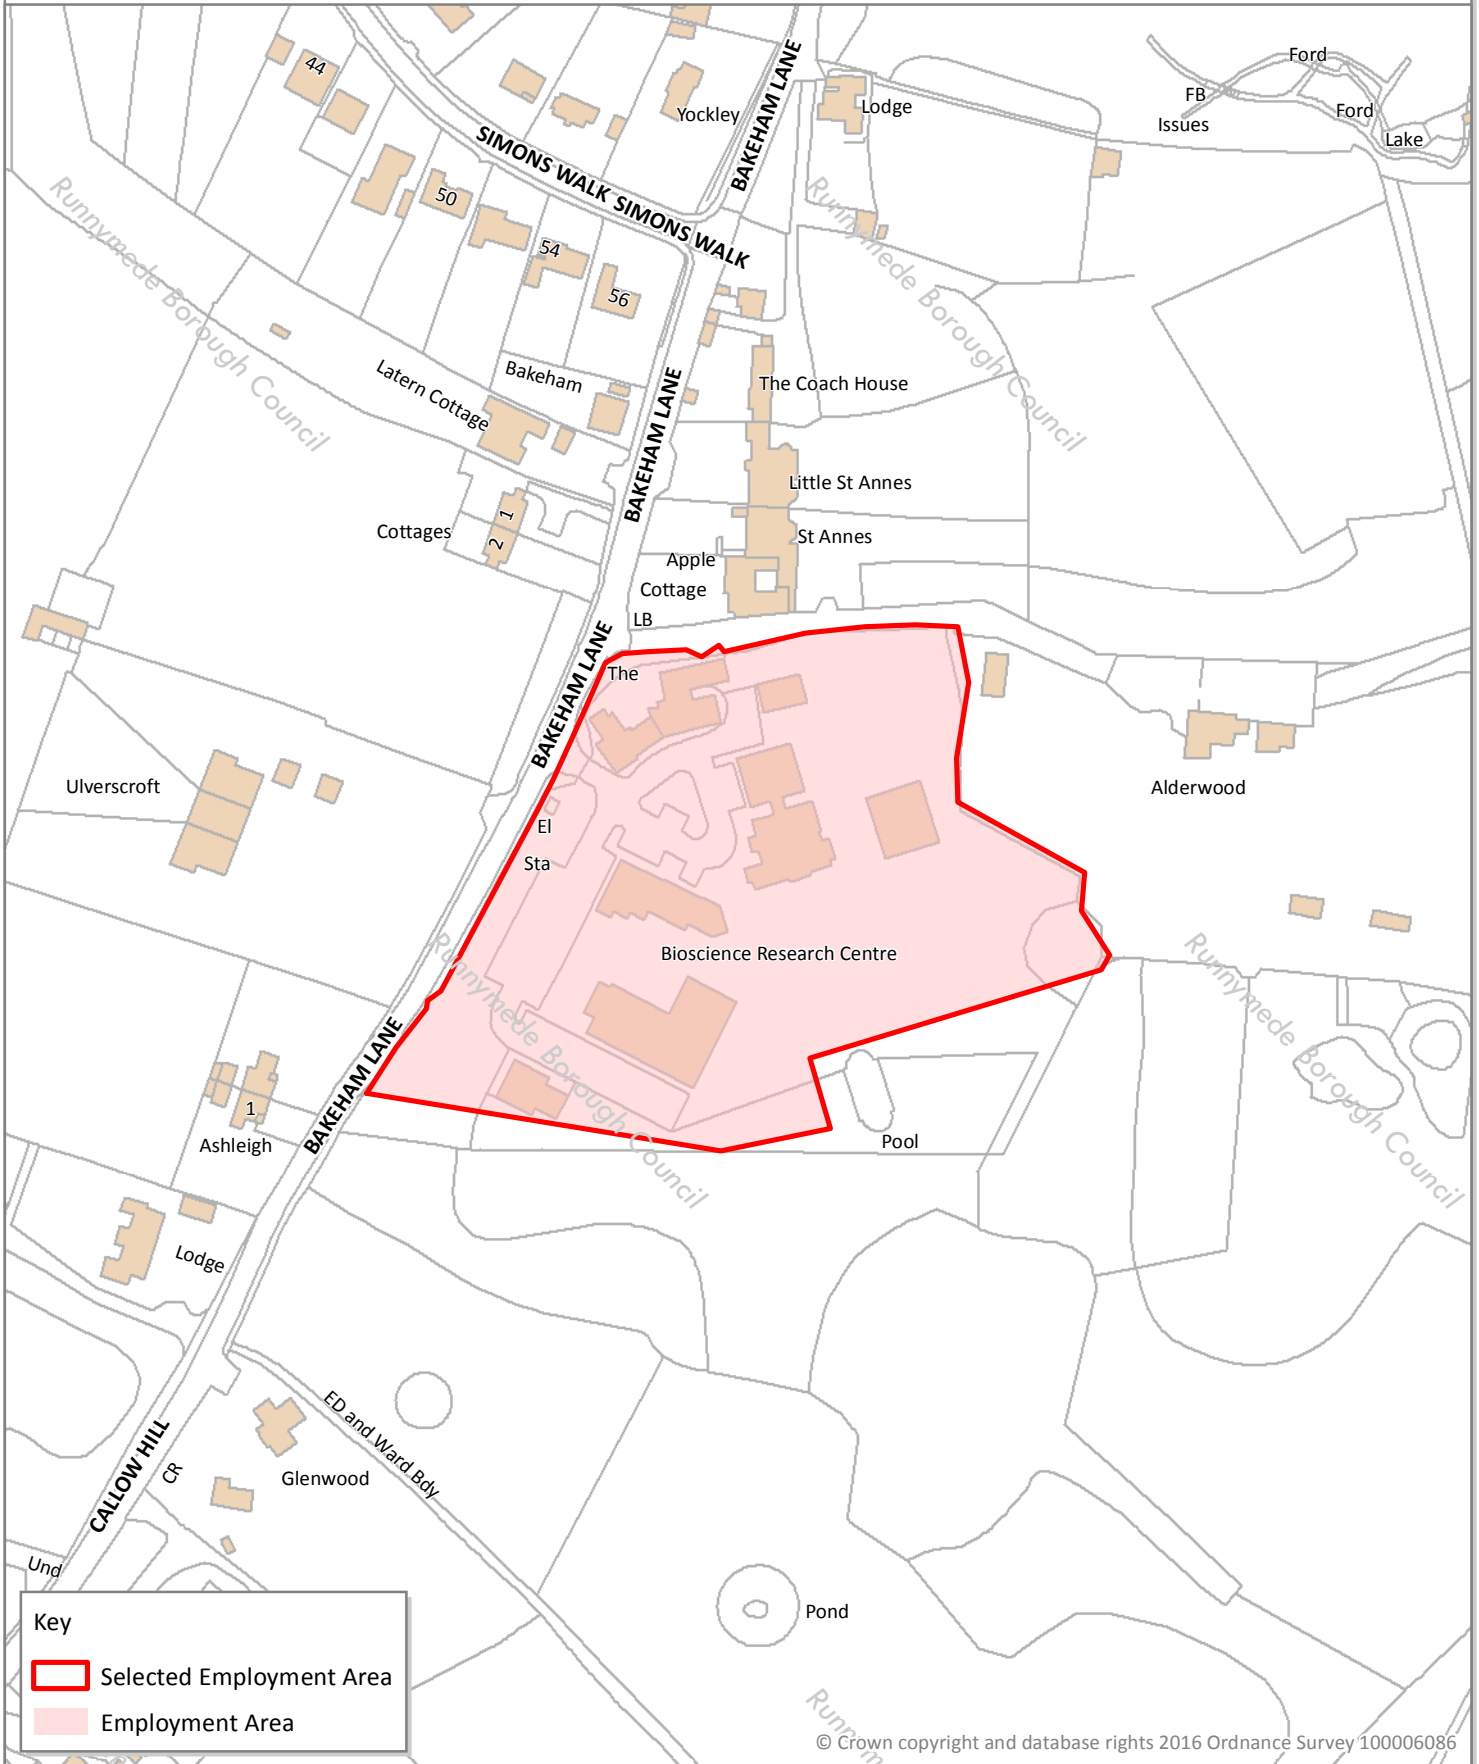 44
Yockley
BAKEHAM LANE
Lodge
Ford
FB
Issues
Ford
Lake
SIMONS WALK
SIMONS WALK
50
54
56
Runnymede Borough Council
Runnymede Borough Council
Latern Cottage
Bakeham
The Coach House
BAKEHAM LANE
Little St Annes
Cottages
1
2
St Annes
Apple
Cottage
LB
BAKEHAM LANE
The
Ulverscroft
Alderwood
El
Sta
Bioscience Research Centre
Runnymede Borough Council
Runnymede Borough Council
BAKEHAM LANE
1
Ashleigh
Pool
Lodge
ED and Ward Bdy
CALLOW HILL
CR
Glenwood
Und
Pond
Key
Selected Employment Area
Employment Area
© Crown copyright and database rights 2016 Ordnance Survey 100006086